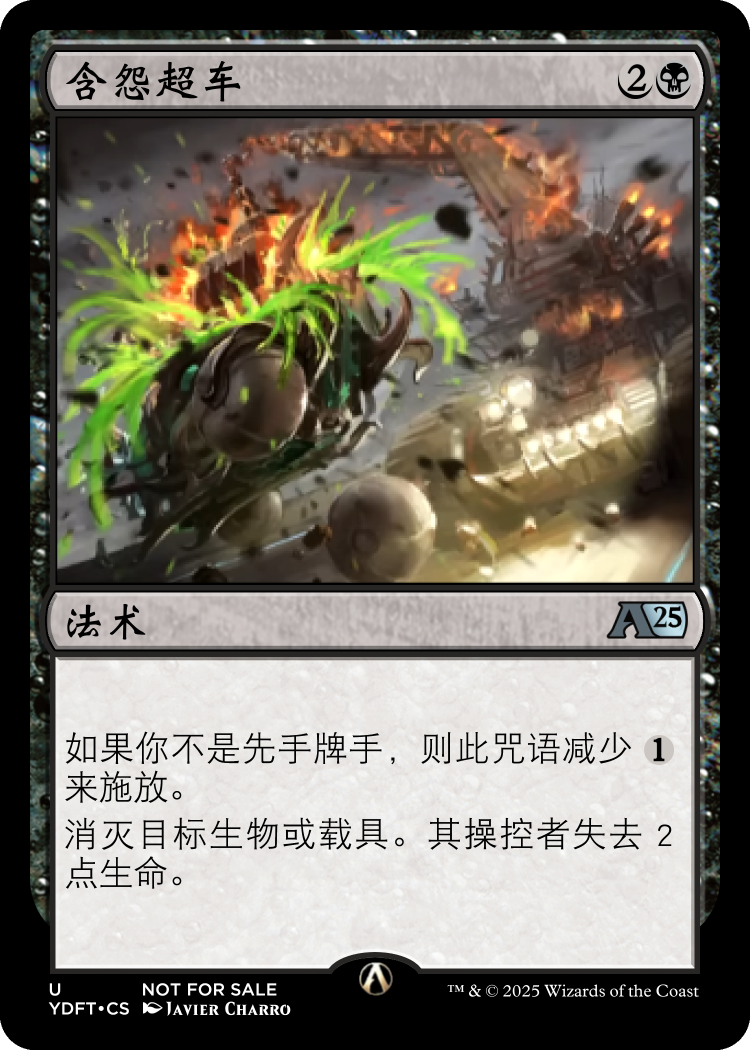 含怨超车 2
法术 A25
如果你不是先手牌手，则此咒语减少 1
来施放。
消灭目标生物或载具。其操控者失去 2
点生命。
U NOT FOR SALE ™ & © 2025 Wizards of the Coast
YDFT•CS Javier Charro